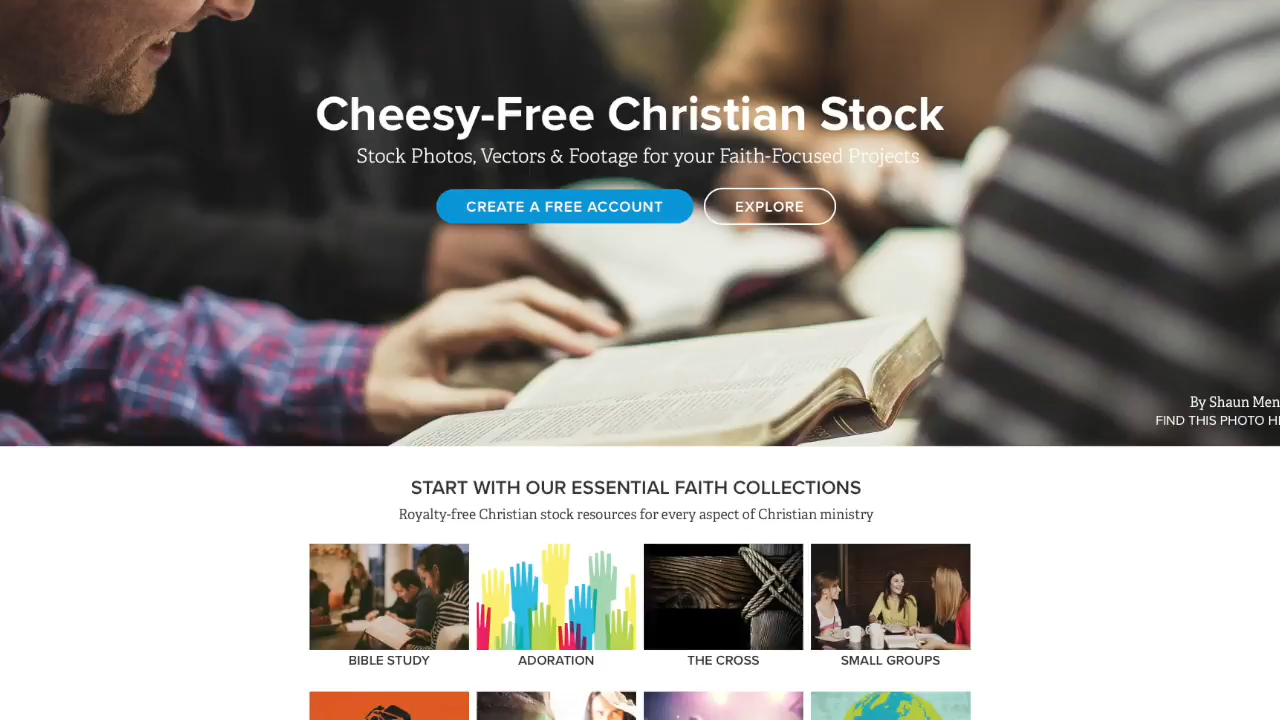 Cheesy-Free Christian Stock
Stock Photos, Vectors & Footage for your Faith-Focused Projects
CREATE A FREE ACCOUNT
EXPLORE
By Shaun Men
FIND THIS PHOTO H
START WITH OUR ESSENTIAL FAITH COLLECTIONS
Royalty-free Christian stock resources for every aspect of Christian ministry
BIBLE STUDY
ADORATION
THE CROSS
SMALL GROUPS